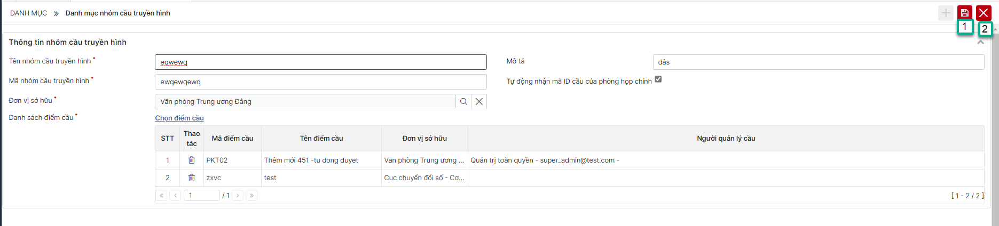 DANH MỤC » Danh mục nhóm cầu truyền hình
1 2
Thông tin nhóm cầu truyền hình
Tên nhóm cầu truyền hình * eqwewq Mô tả đâs
Mã nhóm cầu truyền hình * ewqewqewq Tự động nhận mã ID cầu của phòng họp chính
Đơn vị sở hữu * Văn phòng Trung ương Đảng
Danh sách điểm cầu * Chọn điểm cầu
STT Thao tác Mã điểm cầu Tên điểm cầu Đơn vị sở hữu Người quản lý cầu
1 PKT02 Thêm mới 451 -tu dong duyet Văn phòng Trung ương ... Quản trị toàn quyền - super_admin@test.com -
2 zxvc test Cục chuyển đổi số - Cơ...
« ‹ 1 / 1 › » [ 1 - 2 / 2 ]